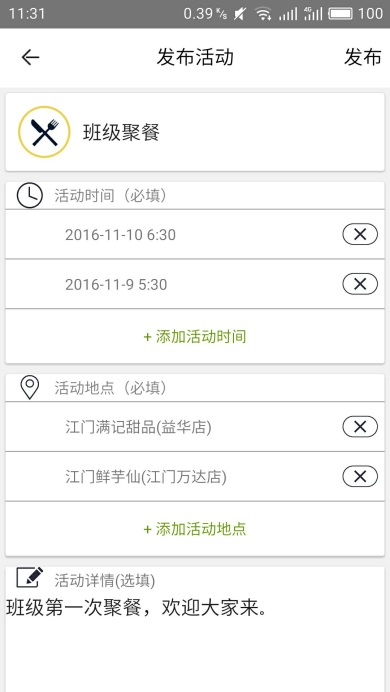 11:31 0.39 K/s 4G 100
发布活动 发布
班级聚餐
活动时间（必填）
2016-11-10 6:30
2016-11-9 5:30
+ 添加活动时间
活动地点（必填）
江门满记甜品(益华店)
江门鲜芋仙(江门万达店)
+ 添加活动地点
活动详情(选填)
班级第一次聚餐，欢迎大家来。